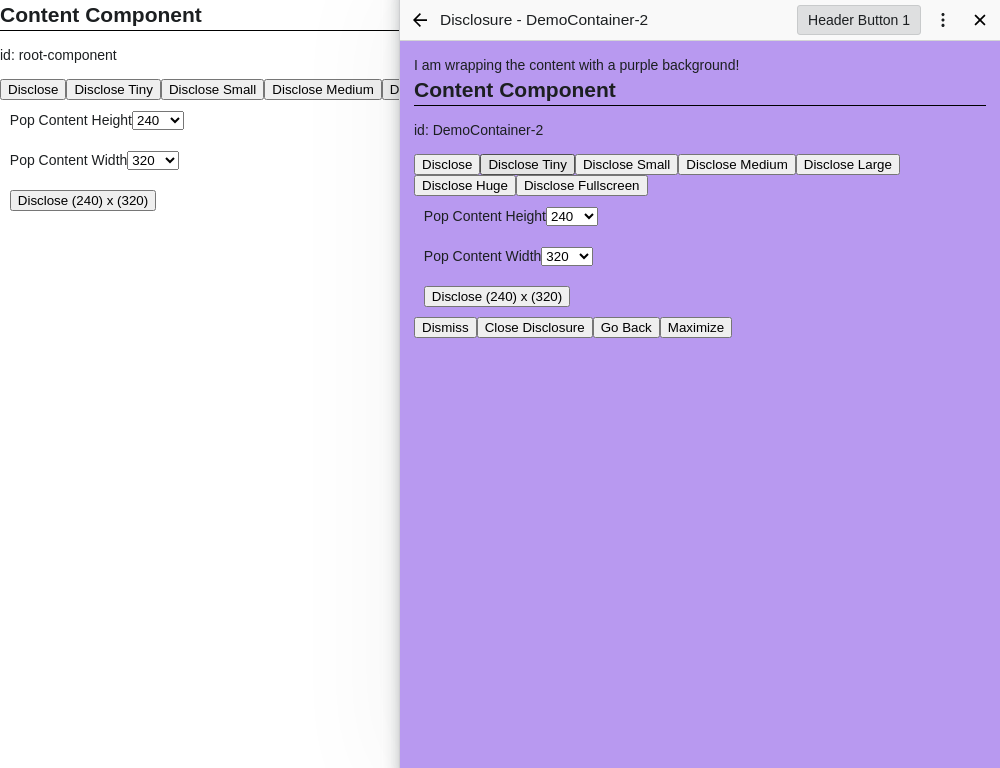 Content Component
id: root-component
Disclose Disclose Tiny Disclose Small Disclose Medium D
Pop Content Height 240
Pop Content Width 320
Disclose (240) x (320)
Disclosure - DemoContainer-2 Header Button 1
I am wrapping the content with a purple background!
Content Component
id: DemoContainer-2
Disclose Disclose Tiny Disclose Small Disclose Medium Disclose Large
Disclose Huge Disclose Fullscreen
Pop Content Height 240
Pop Content Width 320
Disclose (240) x (320)
Dismiss Close Disclosure Go Back Maximize